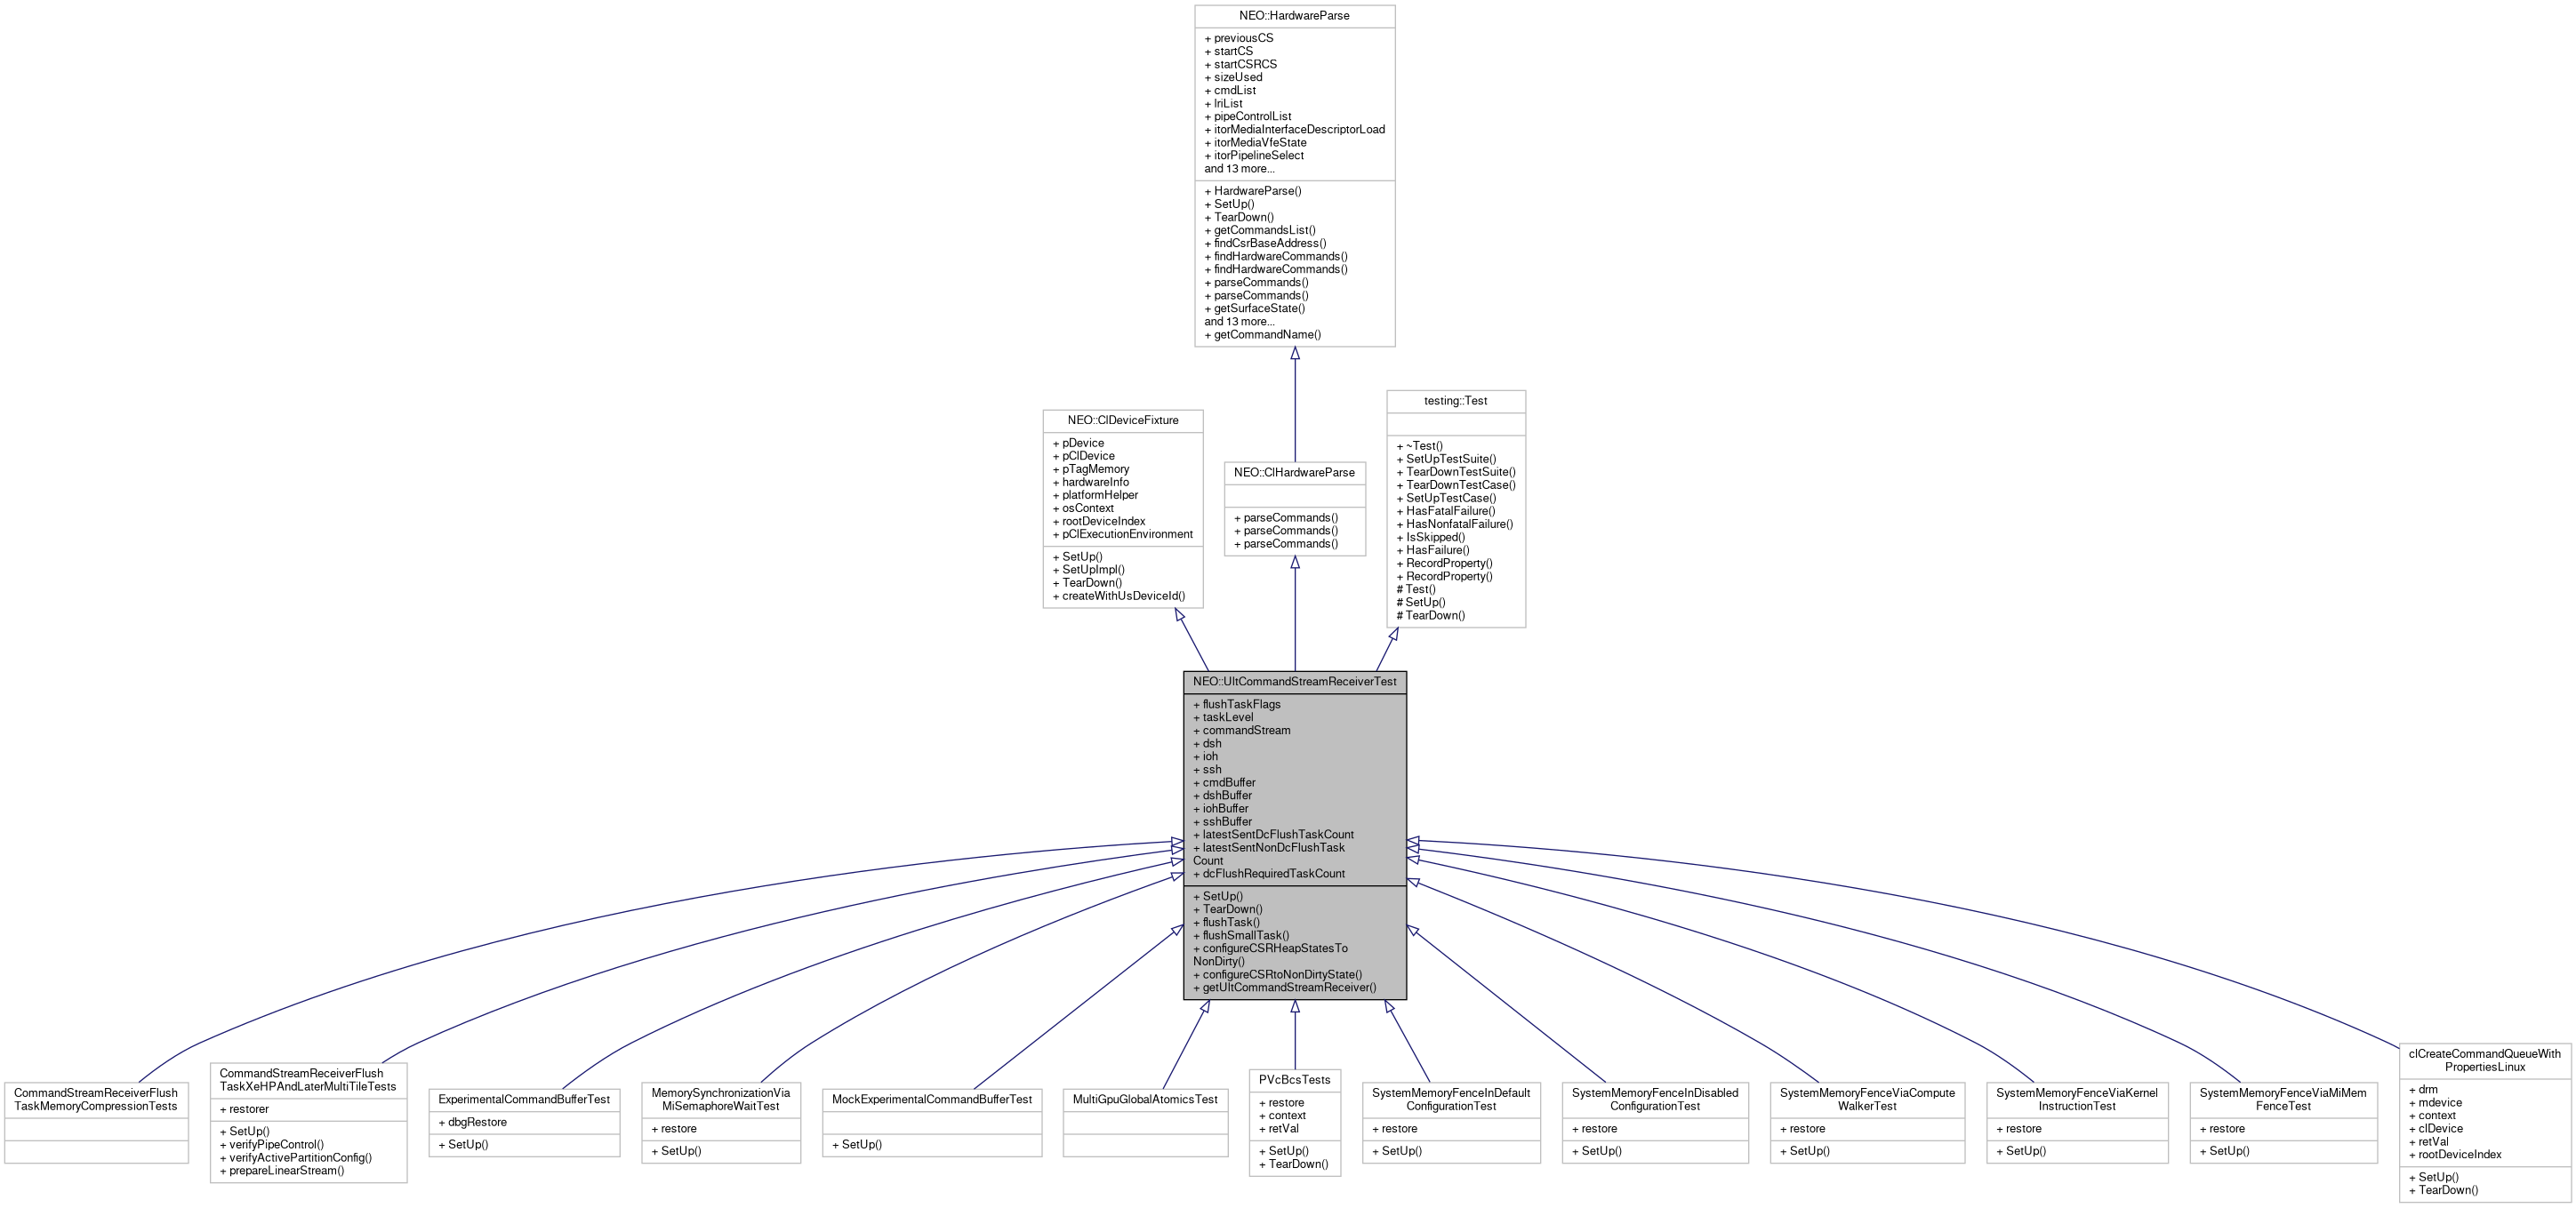 NEO::HardwareParse
+ previousCS
+ startCS
+ startCSRCS
+ sizeUsed
+ cmdList
+ lriList
+ pipeControlList
+ itorMediaInterfaceDescriptorLoad
+ itorMediaVfeState
+ itorPipelineSelect
and 13 more...
+ HardwareParse()
+ SetUp()
+ TearDown()
+ getCommandsList()
+ findCsrBaseAddress()
+ findHardwareCommands()
+ findHardwareCommands()
+ parseCommands()
+ parseCommands()
+ getSurfaceState()
and 13 more...
+ getCommandName()
NEO::ClDeviceFixture
+ pDevice
+ pClDevice
+ pTagMemory
+ hardwareInfo
+ platformHelper
+ osContext
+ rootDeviceIndex
+ pClExecutionEnvironment
+ SetUp()
+ SetUpImpl()
+ TearDown()
+ createWithUsDeviceId()
NEO::ClHardwareParse
+ parseCommands()
+ parseCommands()
+ parseCommands()
testing::Test
+ ~Test()
+ SetUpTestSuite()
+ TearDownTestSuite()
+ TearDownTestCase()
+ SetUpTestCase()
+ HasFatalFailure()
+ HasNonfatalFailure()
+ IsSkipped()
+ HasFailure()
+ RecordProperty()
+ RecordProperty()
# Test()
# SetUp()
# TearDown()
NEO::UltCommandStreamReceiverTest
+ flushTaskFlags
+ taskLevel
+ commandStream
+ dsh
+ ioh
+ ssh
+ cmdBuffer
+ dshBuffer
+ iohBuffer
+ sshBuffer
+ latestSentDcFlushTaskCount
+ latestSentNonDcFlushTask
Count
+ dcFlushRequiredTaskCount
+ SetUp()
+ TearDown()
+ flushTask()
+ flushSmallTask()
+ configureCSRHeapStatesTo
NonDirty()
+ configureCSRtoNonDirtyState()
+ getUltCommandStreamReceiver()
CommandStreamReceiverFlush
TaskMemoryCompressionTests
CommandStreamReceiverFlush
TaskXeHPAndLaterMultiTileTests
+ restorer
+ SetUp()
+ verifyPipeControl()
+ verifyActivePartitionConfig()
+ prepareLinearStream()
ExperimentalCommandBufferTest
+ dbgRestore
+ SetUp()
MemorySynchronizationVia
MiSemaphoreWaitTest
+ restore
+ SetUp()
MockExperimentalCommandBufferTest
+ SetUp()
MultiGpuGlobalAtomicsTest
PVcBcsTests
+ restore
+ context
+ retVal
+ SetUp()
+ TearDown()
SystemMemoryFenceInDefault
ConfigurationTest
+ restore
+ SetUp()
SystemMemoryFenceInDisabled
ConfigurationTest
+ restore
+ SetUp()
SystemMemoryFenceViaCompute
WalkerTest
+ restore
+ SetUp()
SystemMemoryFenceViaKernel
InstructionTest
+ restore
+ SetUp()
SystemMemoryFenceViaMiMem
FenceTest
+ restore
+ SetUp()
clCreateCommandQueueWith
PropertiesLinux
+ drm
+ mdevice
+ context
+ clDevice
+ retVal
+ rootDeviceIndex
+ SetUp()
+ TearDown()